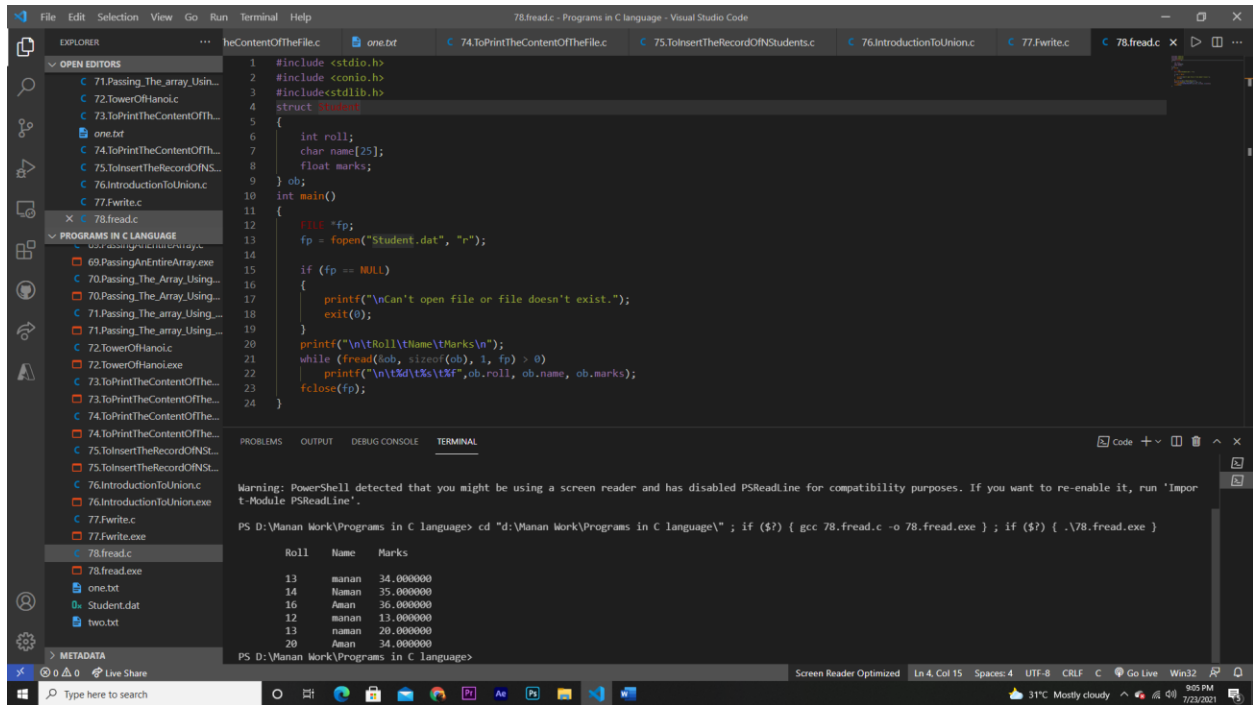 File Edit Selection View Go Run Terminal Help
78.fread.c - Programs in C language - Visual Studio Code
EXPLORER
heContentOfTheFile.c one.txt 74.ToPrintTheContentOfTheFile.c 75.ToInsertTheRecordOfNStudents.c 76.IntroductionToUnion.c 77.Fwrite.c 78.fread.c
OPEN EDITORS
71.Passing_The_array_Usin...
72.TowerOfHanoi.c
73.ToPrintTheContentOfTh...
one.txt
74.ToPrintTheContentOfTh...
75.ToInsertTheRecordOfNS...
76.IntroductionToUnion.c
77.Fwrite.c
78.fread.c
PROGRAMS IN C LANGUAGE
69.PassingAnEntireArray.c
69.PassingAnEntireArray.exe
70.Passing_The_Array_Using...
70.Passing_The_Array_Using...
71.Passing_The_array_Using_...
71.Passing_The_array_Using_...
72.TowerOfHanoi.c
72.TowerOfHanoi.exe
73.ToPrintTheContentOfThe...
73.ToPrintTheContentOfThe...
74.ToPrintTheContentOfThe...
74.ToPrintTheContentOfThe...
75.ToInsertTheRecordOfNSt...
75.ToInsertTheRecordOfNSt...
76.IntroductionToUnion.c
76.IntroductionToUnion.exe
77.Fwrite.c
77.Fwrite.exe
78.fread.c
78.fread.exe
one.txt
Student.dat
two.txt
METADATA
1 #include <stdio.h>
2 #include <conio.h>
3 #include<stdlib.h>
4 struct Student
5 {
6 int roll;
7 char name[25];
8 float marks;
9 } ob;
10 int main()
11 {
12 FILE *fp;
13 fp = fopen("Student.dat", "r");
14
15 if (fp == NULL)
16 {
17 printf("\nCan't open file or file doesn't exist.");
18 exit(0);
19 }
20 printf("\n\tRoll\tName\tMarks\n");
21 while (fread(&ob, sizeof(ob), 1, fp) > 0)
22 printf("\n\t%d\t%s\t%f",ob.roll, ob.name, ob.marks);
23 fclose(fp);
24 }
PROBLEMS OUTPUT DEBUG CONSOLE TERMINAL
Code
Warning: PowerShell detected that you might be using a screen reader and has disabled PSReadLine for compatibility purposes. If you want to re-enable it, run 'Impor
t-Module PSReadLine'.
PS D:\Manan Work\Programs in C language> cd "d:\Manan Work\Programs in C language\" ; if ($?) { gcc 78.fread.c -o 78.fread.exe } ; if ($?) { .\78.fread.exe }
Roll Name Marks
13 manan 34.000000
14 Naman 35.000000
16 Aman 36.000000
12 manan 13.000000
13 naman 20.000000
20 Aman 34.000000
PS D:\Manan Work\Programs in C language>
0 0 Live Share
Screen Reader Optimized Ln 4, Col 15 Spaces: 4 UTF-8 CRLF C Go Live Win32
Type here to search
Pr Ae Ps
31°C Mostly cloudy
9:05 PM
7/23/2021
5